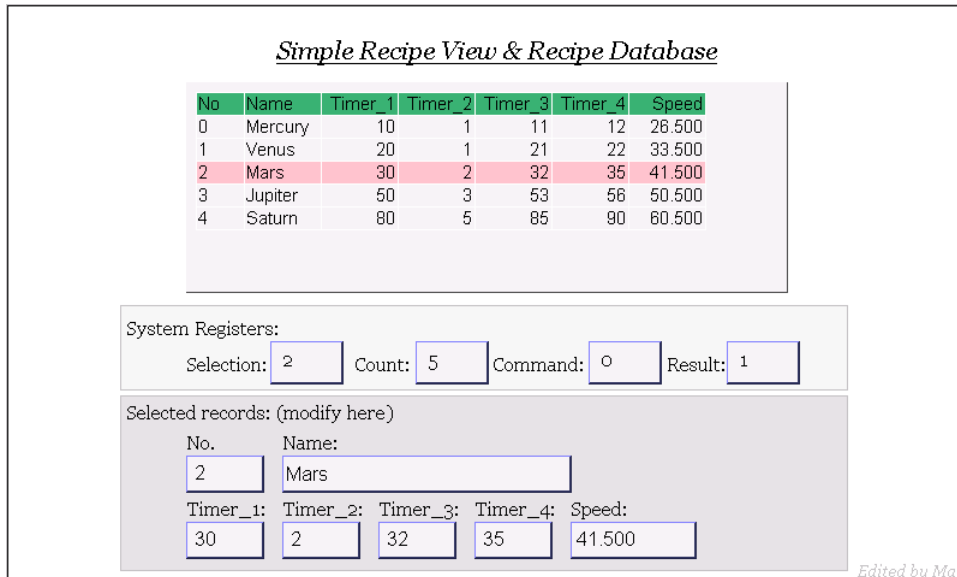 Simple Recipe View & Recipe Database
No Name Timer_1 Timer_2 Timer_3 Timer_4 Speed
0 Mercury 10 1 11 12 26.500
1 Venus 20 1 21 22 33.500
2 Mars 30 2 32 35 41.500
3 Jupiter 50 3 53 56 50.500
4 Saturn 80 5 85 90 60.500
System Registers:
Selection: 2 Count: 5 Command: 0 Result: 1
Selected records: (modify here)
No. Name:
2 Mars
Timer_1: Timer_2: Timer_3: Timer_4: Speed:
30 2 32 35 41.500
Edited by Ma